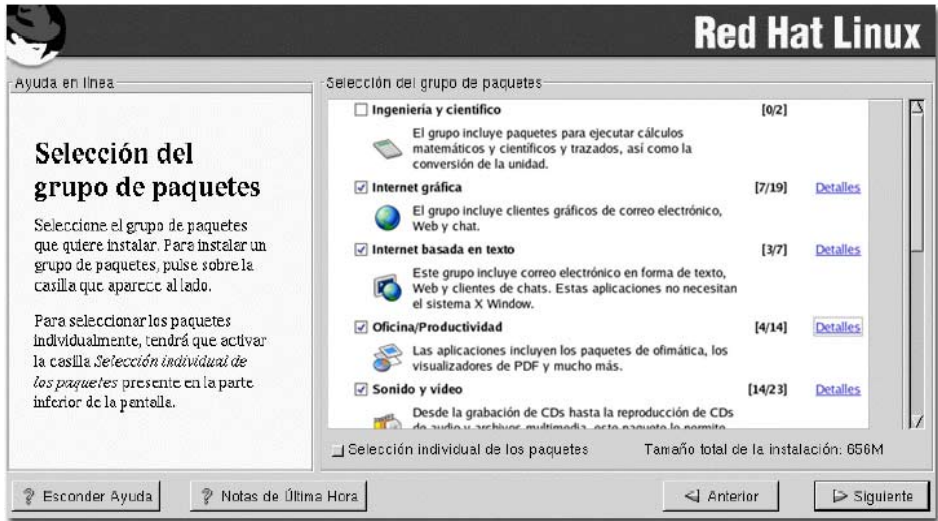 Red Hat Linux
Ayuda en línea
Selección del
grupo de paquetes
Seleccione el grupo de paquetes
que quiere instalar. Para instalar un
grupo de paquetes, pulse sobre la
casilla que aparece al lado.
Para seleccionar los paquetes
individualmente, tendrá que activar
la casilla Selección individual de
los paquetes presente en la parte
inferior de la pantalla.
Selección del grupo de paquetes
Ingeniería y científico [0/2]
El grupo incluye paquetes para ejecutar cálculos
matemáticos y científicos y trazados, así como la
conversión de la unidad.
Internet gráfica [7/19] Detalles
El grupo incluye clientes gráficos de correo electrónico,
Web y chat.
Internet basada en texto [3/7] Detalles
Este grupo incluye correo electrónico en forma de texto,
Web y clientes de chats. Estas aplicaciones no necesitan
el sistema X Window.
Oficina/Productividad [4/14] Detalles
Las aplicaciones incluyen los paquetes de ofimática, los
visualizadores de PDF y mucho más.
Sonido y vídeo [14/23] Detalles
Desde la grabación de CDs hasta la reproducción de CDs
de audio y archivos multimedia, este paquete lo permite
Selección individual de los paquetes Tamaño total de la instalación: 656M
Esconder Ayuda Notas de Última Hora Anterior Siguiente